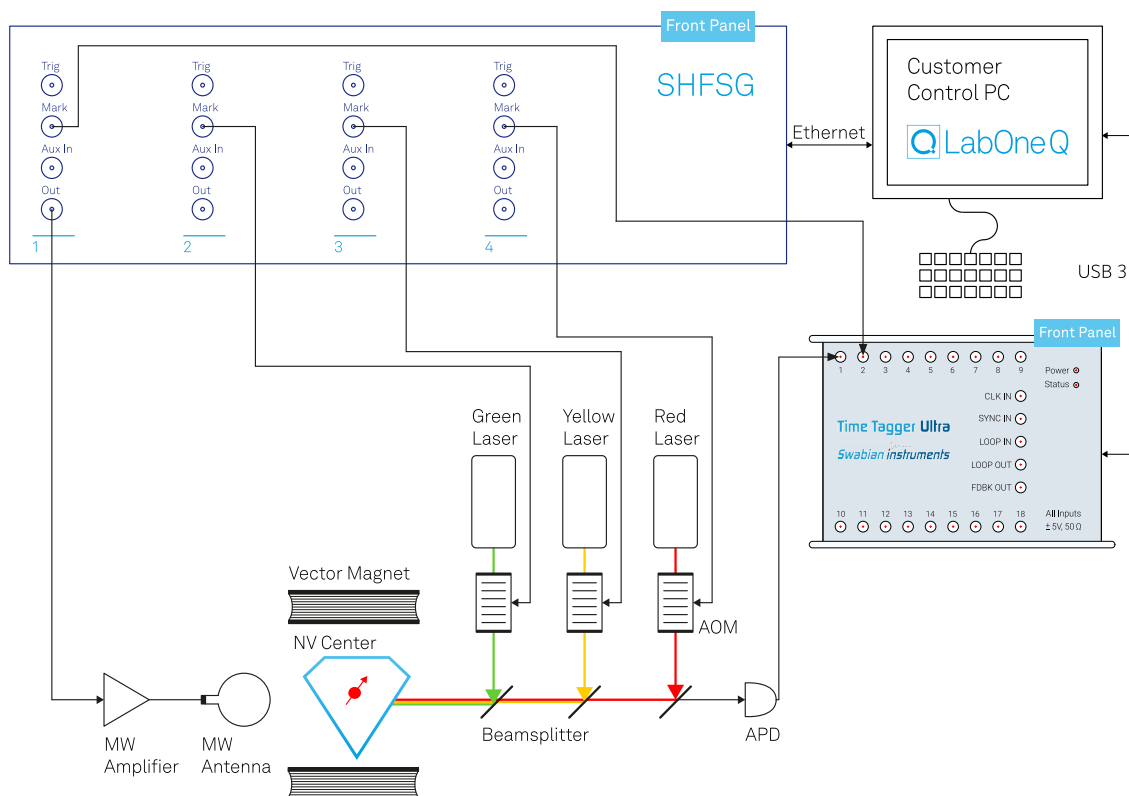 Front Panel
SHFSG
Trig
Mark
Aux In
Out
1
Trig
Mark
Aux In
Out
2
Trig
Mark
Aux In
Out
3
Trig
Mark
Aux In
Out
4
Ethernet
Customer
Control PC
LabOne Q
USB 3
Front Panel
1 2 3 4 5 6 7 8 9
Power
Status
CLK IN
SYNC IN
LOOP IN
LOOP OUT
FDBK OUT
Time Tagger Ultra
Swabian instruments
10 11 12 13 14 15 16 17 18
All Inputs
± 5V, 50 Ω
Green
Laser
Yellow
Laser
Red
Laser
AOM
Vector Magnet
NV Center
Beamsplitter
APD
MW
Amplifier
MW
Antenna